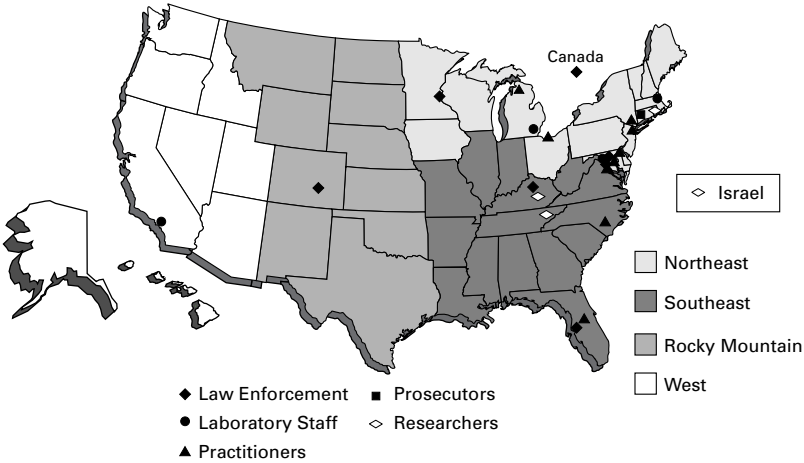 Canada
Israel
Northeast
Southeast
Rocky Mountain
West
Law Enforcement
Prosecutors
Laboratory Staff
Researchers
Practitioners